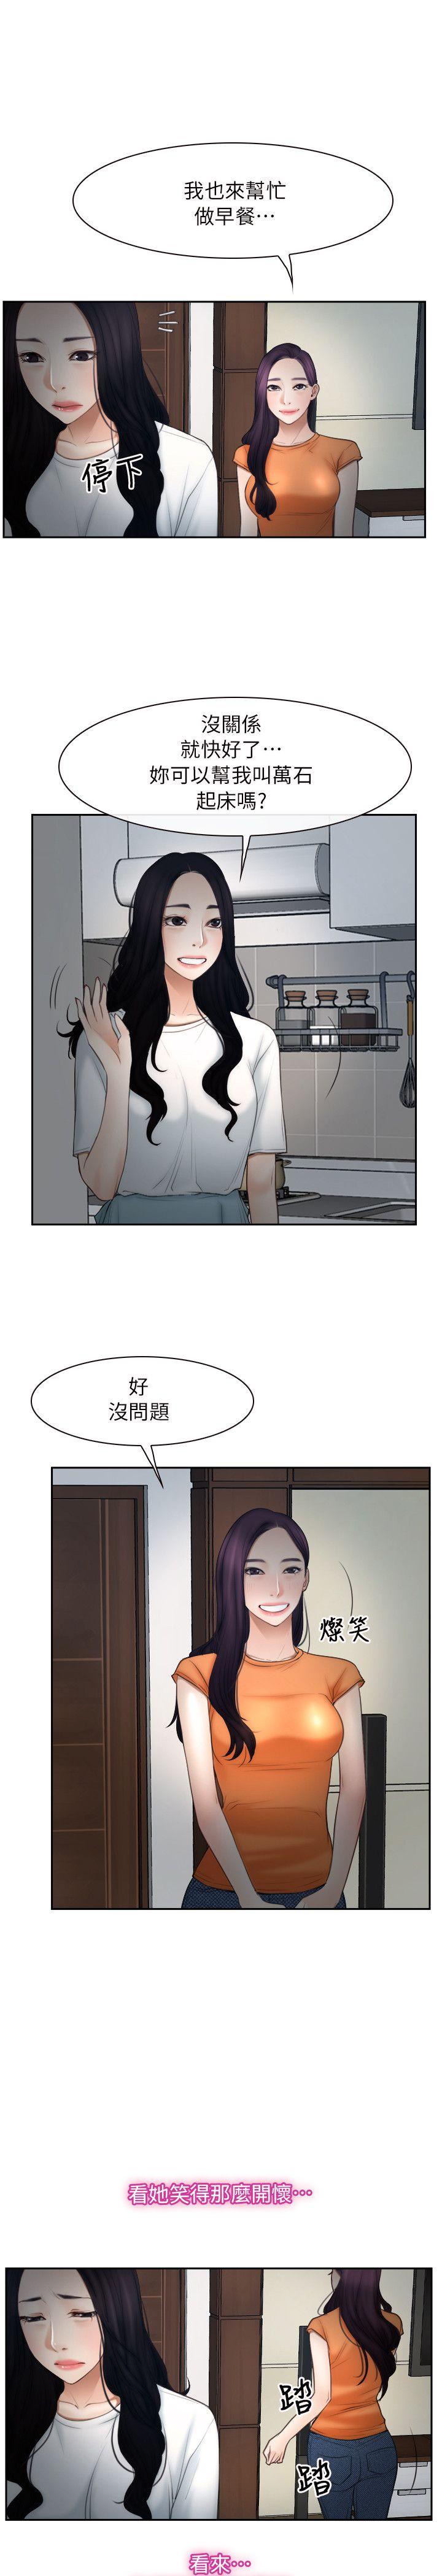 我也來幫忙
做早餐⋯
停下
沒關係
就快好了⋯
妳可以幫我叫萬石
起床嗎?
好
沒問題
燦笑
看她笑得那麼開懷⋯
踏
踏
看來⋯